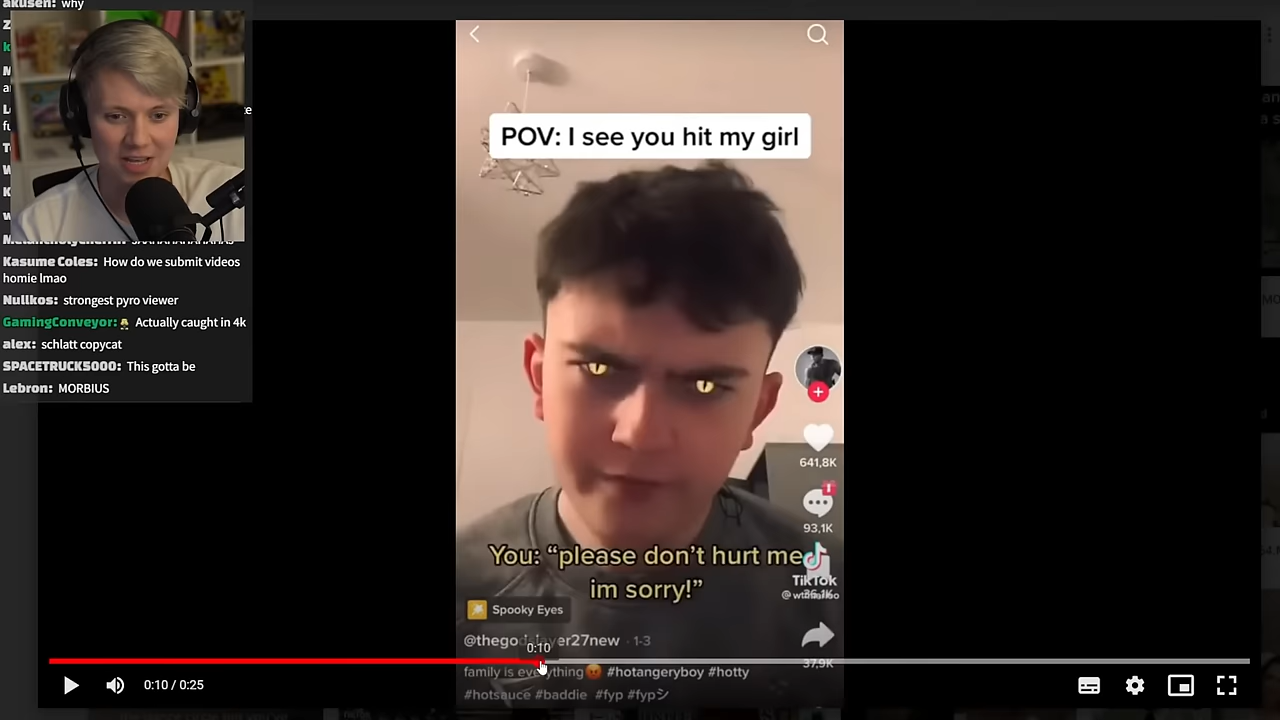 akusen: why
Kasume Coles: How do we submit videos
homie lmao
Nullkos: strongest pyro viewer
GamingConveyor: Actually caught in 4k
alex: schlatt copycat
SPACETRUCK5000: This gotta be
Lebron: MORBIUS
POV: I see you hit my girl
641,8K
93,1K
You: “please don’t hurt me
im sorry!”
TikTok
Spooky Eyes
@thegodslayer27new · 1-3
0:10
37,9K
family is everything #hotangeryboy #hotty
#hotsauce #baddie #fyp #fypシ
0:10 / 0:25